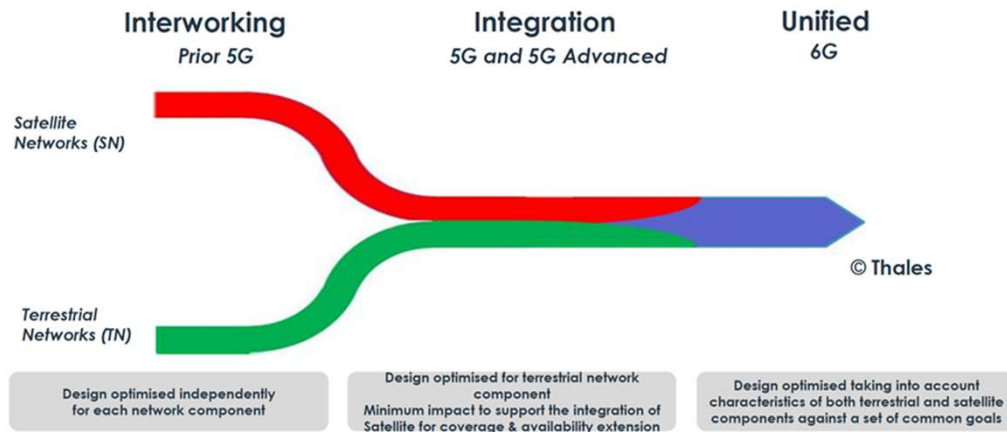 Interworking
Prior 5G
Integration
5G and 5G Advanced
Unified
6G
Satellite
Networks (SN)
© Thales
Terrestrial
Networks (TN)
Design optimised independently
for each network component
Design optimised for terrestrial network
component
Minimum impact to support the integration of
Satellite for coverage & availability extension
Design optimised taking into account
characteristics of both terrestrial and satellite
components against a set of common goals